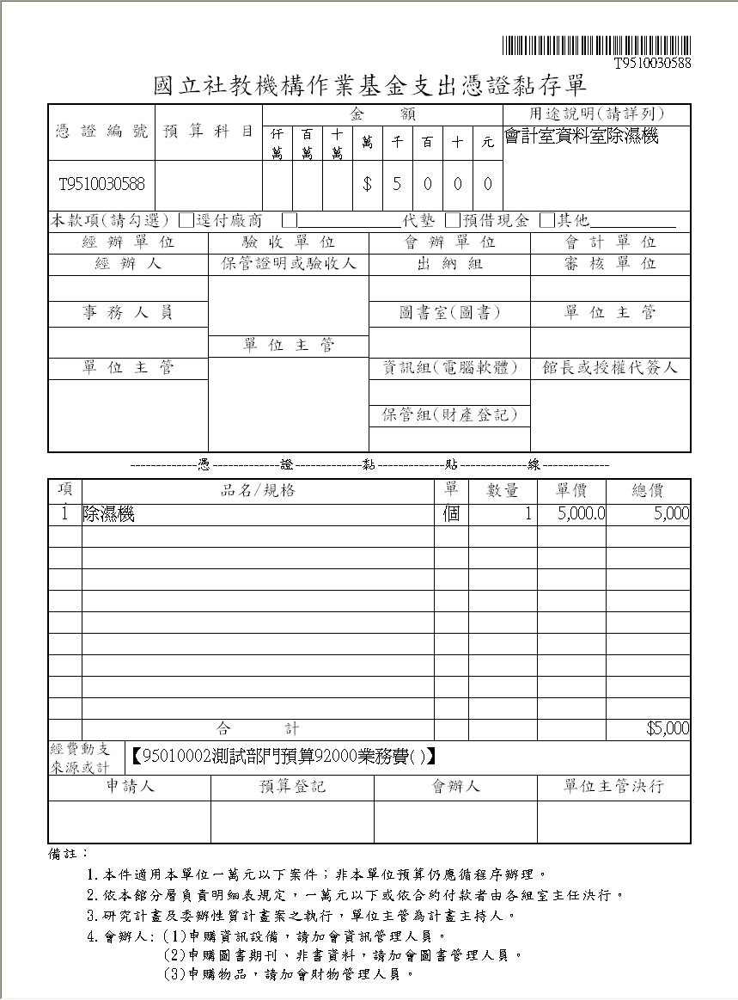 T9510030588
國立社教機構作業基金支出憑證黏存單
憑證編號 預算科目 金額 用途說明(請詳列)
仟萬 百萬 十萬 萬 千 百 十 元 會計室資料室除濕機
T9510030588 $ 5 0 0 0
本款項(請勾選) □逕付廠商 □____________代墊 □預借現金 □其他__________
經辦單位 驗收單位 會辦單位 會計單位
經辦人 保管證明或驗收人 出納組 審核單位
事務人員 圖書室(圖書) 單位主管
單位主管
單位主管 資訊組(電腦軟體) 館長或授權代簽人
保管組(財產登記)
-------------憑-------------證-------------黏-------------貼-------------線-------------
項 品名/規格 單 數量 單價 總價
1 除濕機 個 1 5,000.0 5,000
合計 $5,000
經費動支
來源或計 【95010002測試部門預算92000業務費( )】
申請人 預算登記 會辦人 單位主管決行
備註：
1.本件適用本單位一萬元以下案件；非本單位預算仍應循程序辦理。
2.依本館分層負責明細表規定，一萬元以下或依合約付款者由各組室主任決行。
3.研究計畫及委辦性質計畫案之執行，單位主管為計畫主持人。
4.會辦人：(1)申購資訊設備，請加會資訊管理人員。
(2)申購圖書期刊、非書資料，請加會圖書管理人員。
(3)申購物品，請加會財物管理人員。